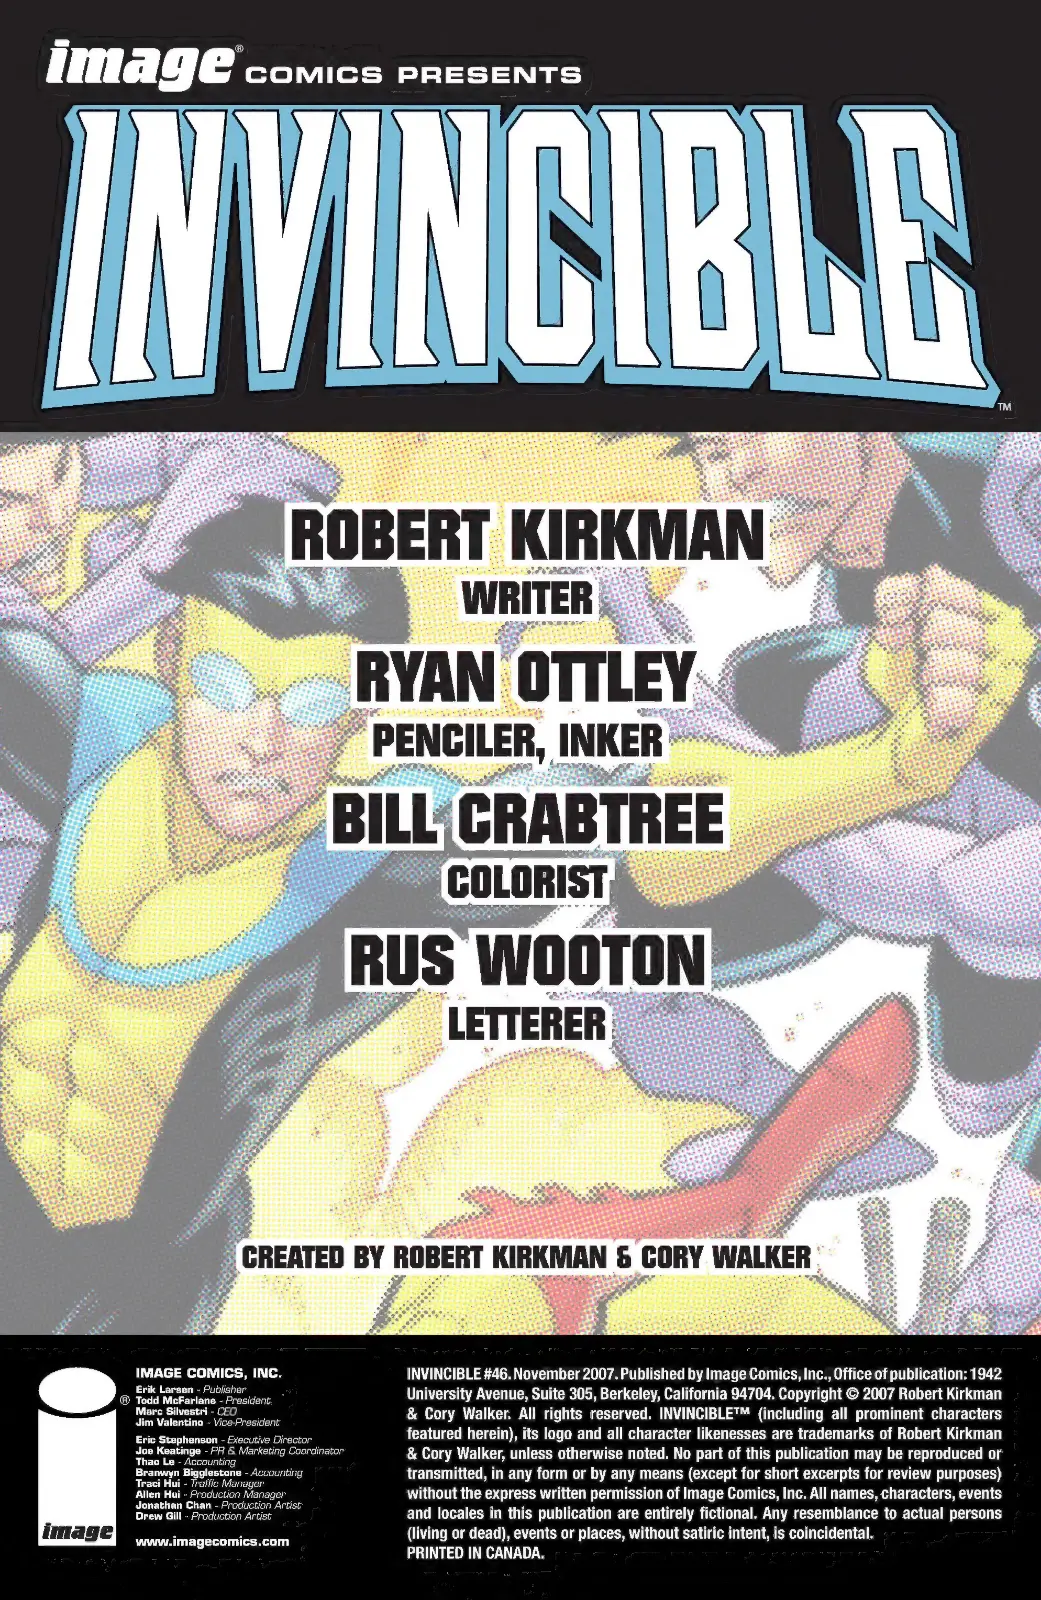 image® COMICS PRESENTS
INVINCIBLE™
ROBERT KIRKMAN
WRITER
RYAN OTTLEY
PENCILER, INKER
BILL CRABTREE
COLORIST
RUS WOOTON
LETTERER
CREATED BY ROBERT KIRKMAN & CORY WALKER
image
®
IMAGE COMICS, INC.
Erik Larsen - Publisher
Todd McFarlane - President
Marc Silvestri - CEO
Jim Valentino - Vice-President
Eric Stephenson - Executive Director
Joe Keatinge - PR & Marketing Coordinator
Thao Le - Accounting
Branwyn Bigglestone - Accounting
Traci Hui - Traffic Manager
Allen Hui - Production Manager
Jonathan Chan - Production Artist
Drew Gill - Production Artist
www.imagecomics.com
INVINCIBLE #46. November 2007. Published by Image Comics, Inc., Office of publication: 1942
University Avenue, Suite 305, Berkeley, California 94704. Copyright © 2007 Robert Kirkman
& Cory Walker. All rights reserved. INVINCIBLE™ (including all prominent characters
featured herein), its logo and all character likenesses are trademarks of Robert Kirkman
& Cory Walker, unless otherwise noted. No part of this publication may be reproduced or
transmitted, in any form or by any means (except for short excerpts for review purposes)
without the express written permission of Image Comics, Inc. All names, characters, events
and locales in this publication are entirely fictional. Any resemblance to actual persons
(living or dead), events or places, without satiric intent, is coincidental.
PRINTED IN CANADA.